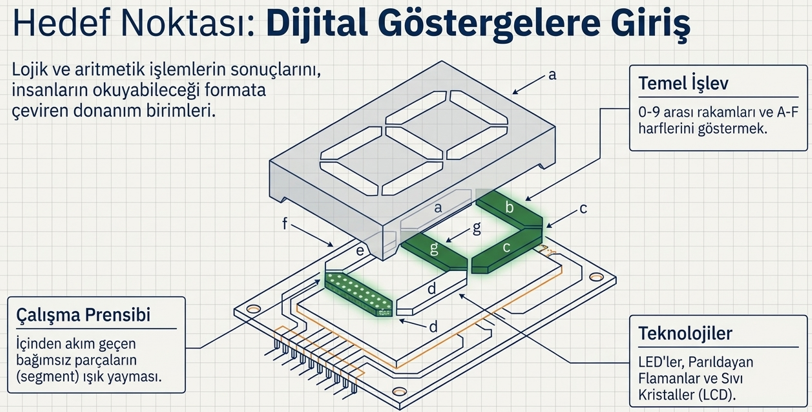 Hedef Noktası: Dijital Göstergelere Giriş
Lojik ve aritmetik işlemlerin sonuçlarını,
insanların okuyabileceği formata
çeviren donanım birimleri.
a
Temel İşlev
0-9 arası rakamları ve A-F
harflerini göstermek.
a
b
c
f
g
e
g
c
d
d
Çalışma Prensibi
İçinden akım geçen
bağımsız parçaların
(segment) ışık yayması.
Teknolojiler
LED'ler, Parıldayan
Flamanlar ve Sıvı
Kristaller (LCD).